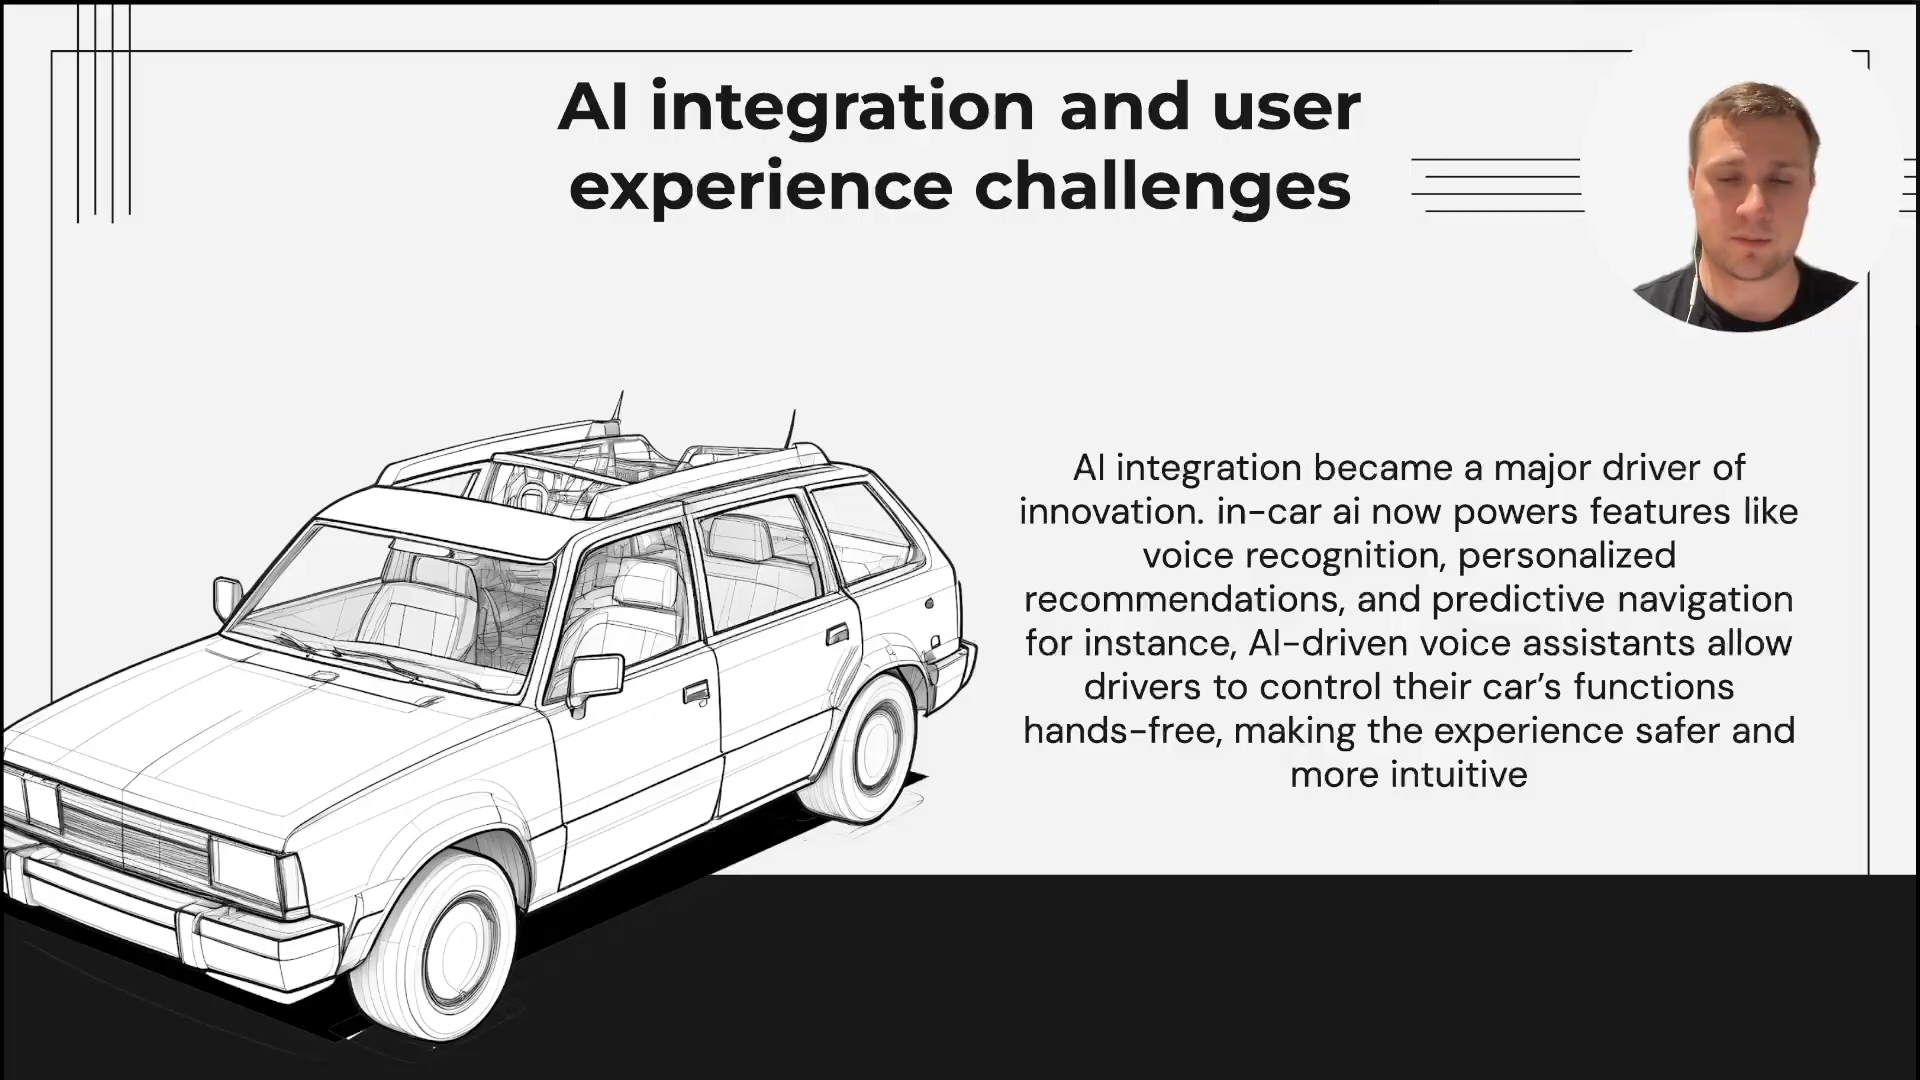 AI integration and user
experience challenges
AI integration became a major driver of
innovation. in-car ai now powers features like
voice recognition, personalized
recommendations, and predictive navigation
for instance, AI-driven voice assistants allow
drivers to control their car’s functions
hands-free, making the experience safer and
more intuitive